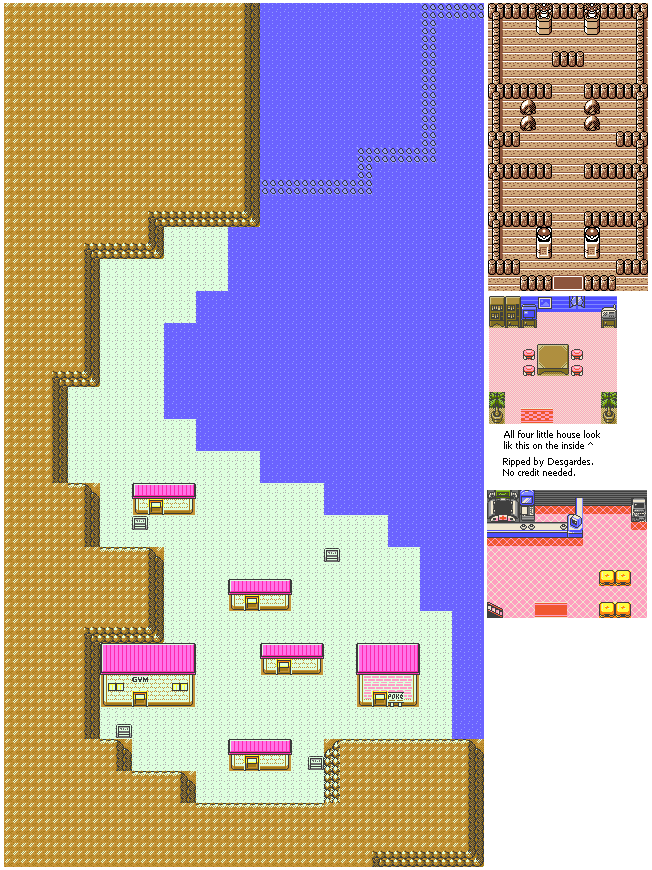 All four little house look
lik this on the inside ^
Ripped by Desgardes.
No credit needed.
GYM
POKé